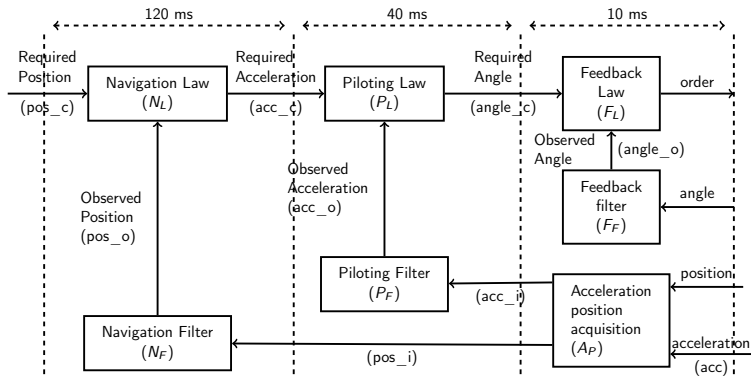 120 ms
40 ms
10 ms
Required
Position
(pos_c)
Navigation Law
(N_L)
Required
Acceleration
(acc_c)
Piloting Law
(P_L)
Required
Angle
(angle_c)
Feedback
Law
(F_L)
order
Observed
Angle
(angle_o)
Observed
Position
(pos_o)
Observed
Acceleration
(acc_o)
Feedback
filter
(F_F)
angle
Piloting Filter
(P_F)
(acc_i)
Acceleration
position
acquisition
(A_P)
position
Navigation Filter
(N_F)
(pos_i)
acceleration
(acc)